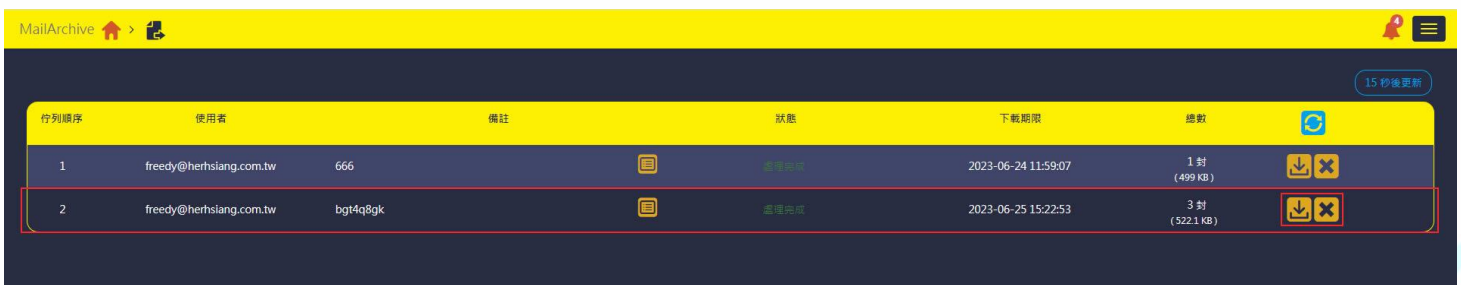 MailArchive >
4
15 秒後更新
佇列順序 使用者 備註 狀態 下載期限 總數
1 freedy@herhsiang.com.tw 666 處理完成 2023-06-24 11:59:07 1 封
( 499 KB )
2 freedy@herhsiang.com.tw bgt4q8gk 處理完成 2023-06-25 15:22:53 3 封
( 522.1 KB )